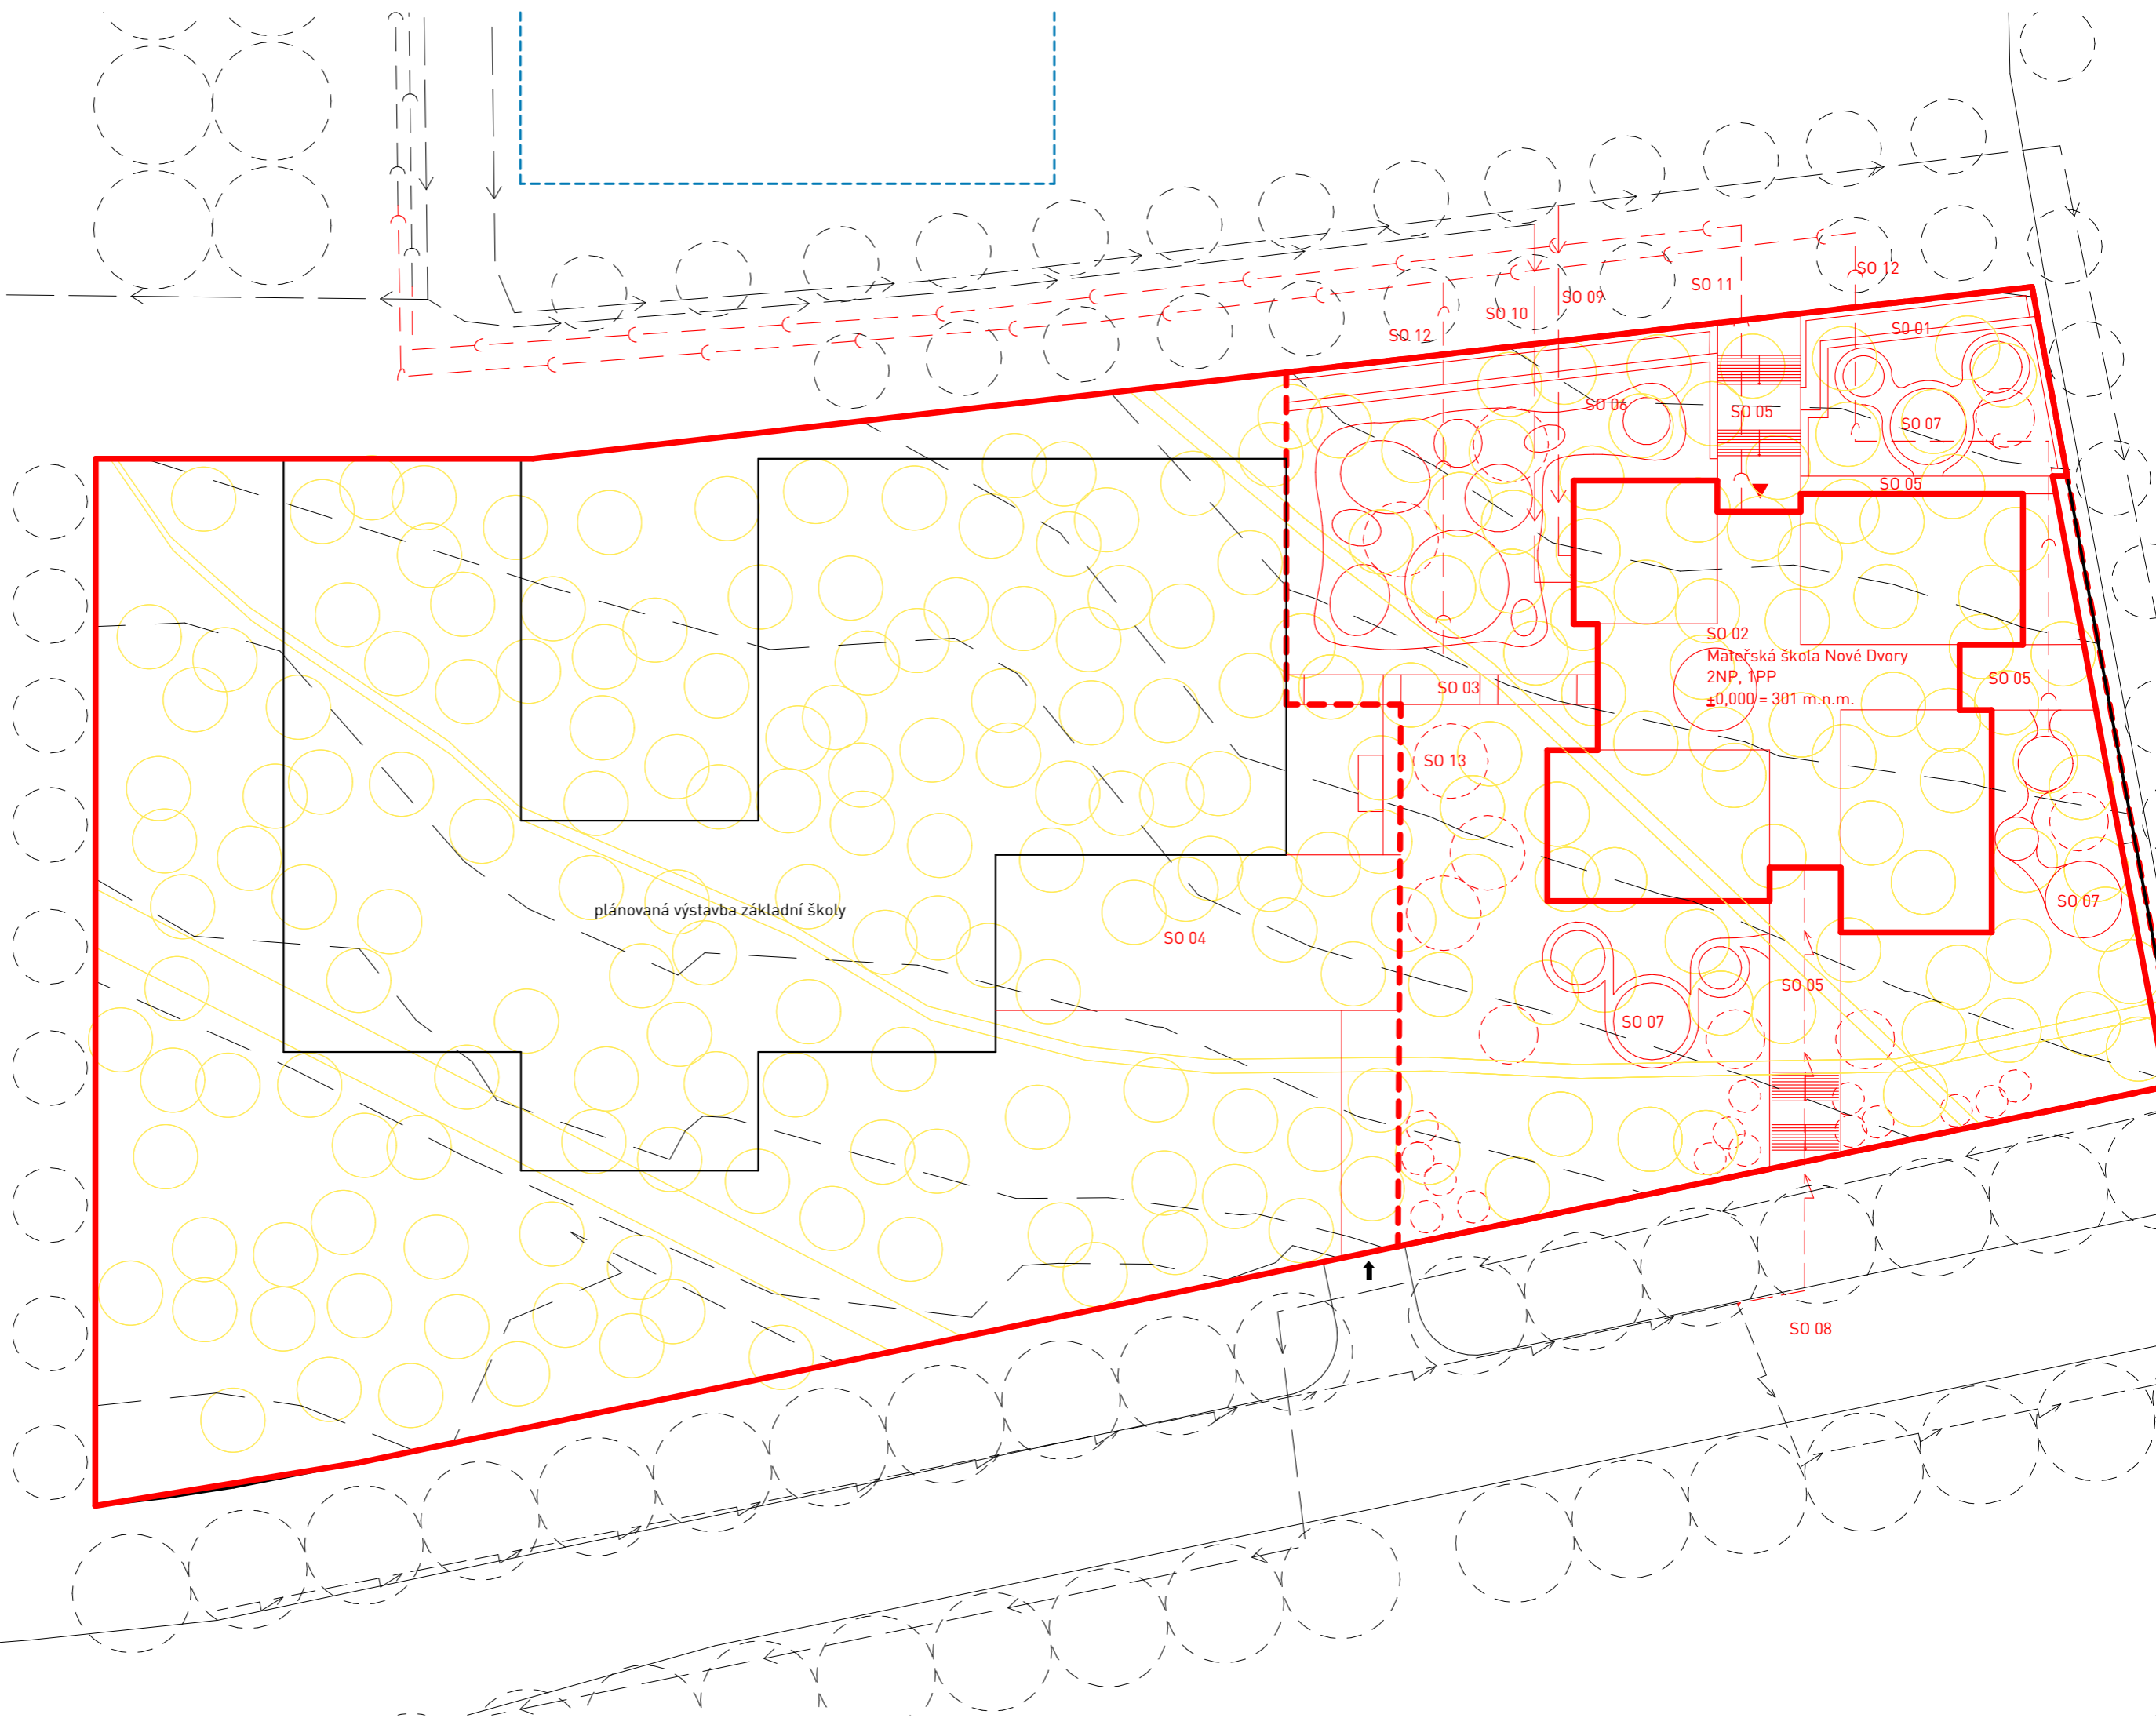 SO 12
SO 11
SO 09
SO 10
SO 12
SO 01
SO 06
SO 05
SO 07
SO 05
SO 02
Mateřská škola Nové Dvory
2NP, 1PP
±0,000 = 301 m.n.m.
SO 05
SO 03
SO 13
SO 07
plánovaná výstavba základní školy
SO 04
SO 05
SO 07
SO 08